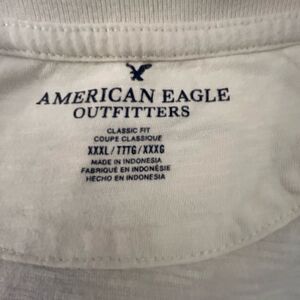 AMERICAN EAGLE
OUTFITTERS
CLASSIC FIT
COUPE CLASSIQUE
XXXL/TTTG/XXXG
MADE IN INDONESIA
FABRIQUÉ EN INDONÉSIE
HECHO EN INDONESIA